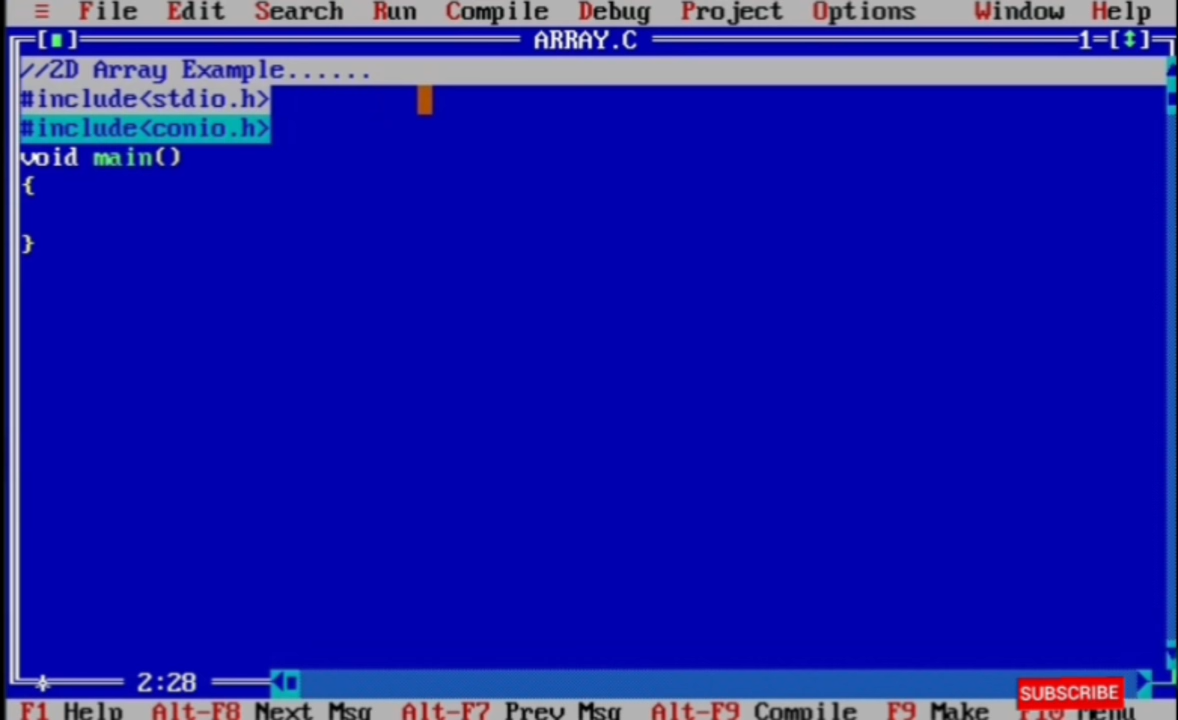 ≡ File Edit Search Run Compile Debug Project Options Window Help
[■] ARRAY.C 1=[↕]
//2D Array Example......
#include<stdio.h>
#include<conio.h>
void main()
{
}
2:28
SUBSCRIBE
F1 Help Alt-F8 Next Msg Alt-F7 Prev Msg Alt-F9 Compile F9 Make F10 Menu